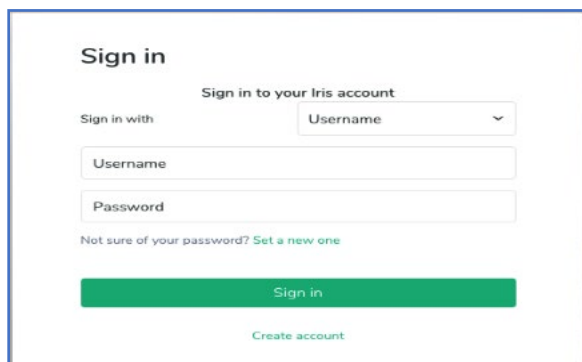 Sign in
Sign in to your Iris account
Sign in with Username
Username
Password
Not sure of your password? Set a new one
Sign in
Create account